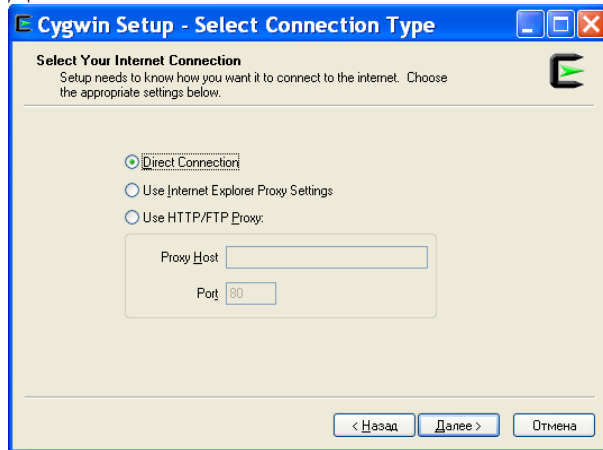 Cygwin Setup - Select Connection Type
Select Your Internet Connection
Setup needs to know how you want it to connect to the internet. Choose
the appropriate settings below.
Direct Connection
Use Internet Explorer Proxy Settings
Use HTTP/FTP Proxy:
Proxy Host
Port 80
< Назад Далее > Отмена